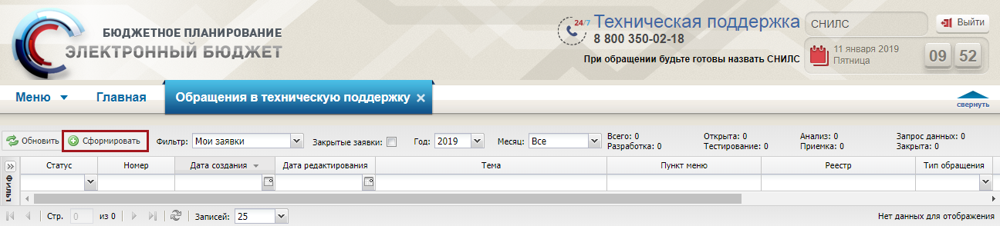 БЮДЖЕТНОЕ ПЛАНИРОВАНИЕ
ЭЛЕКТРОННЫЙ БЮДЖЕТ
24/7 Техническая поддержка
8 800 350-02-18
При обращении будьте готовы назвать СНИЛС
СНИЛС
Выйти
11 января 2019
Пятница
09 52
Меню Главная Обращения в техническую поддержку
свернуть
Обновить Сформировать Фильтр: Мои заявки Закрытые заявки: Год: 2019 Месяц: Все
Всего: 0 Открыта: 0 Анализ: 0 Запрос данных: 0
Разработка: 0 Тестирование: 0 Приемка: 0 Закрыта: 0
Статус Номер Дата создания Дата редактирования Тема Пункт меню Реестр Тип обращения
Стр. 0 из 0 Записей: 25 Нет данных для отображения